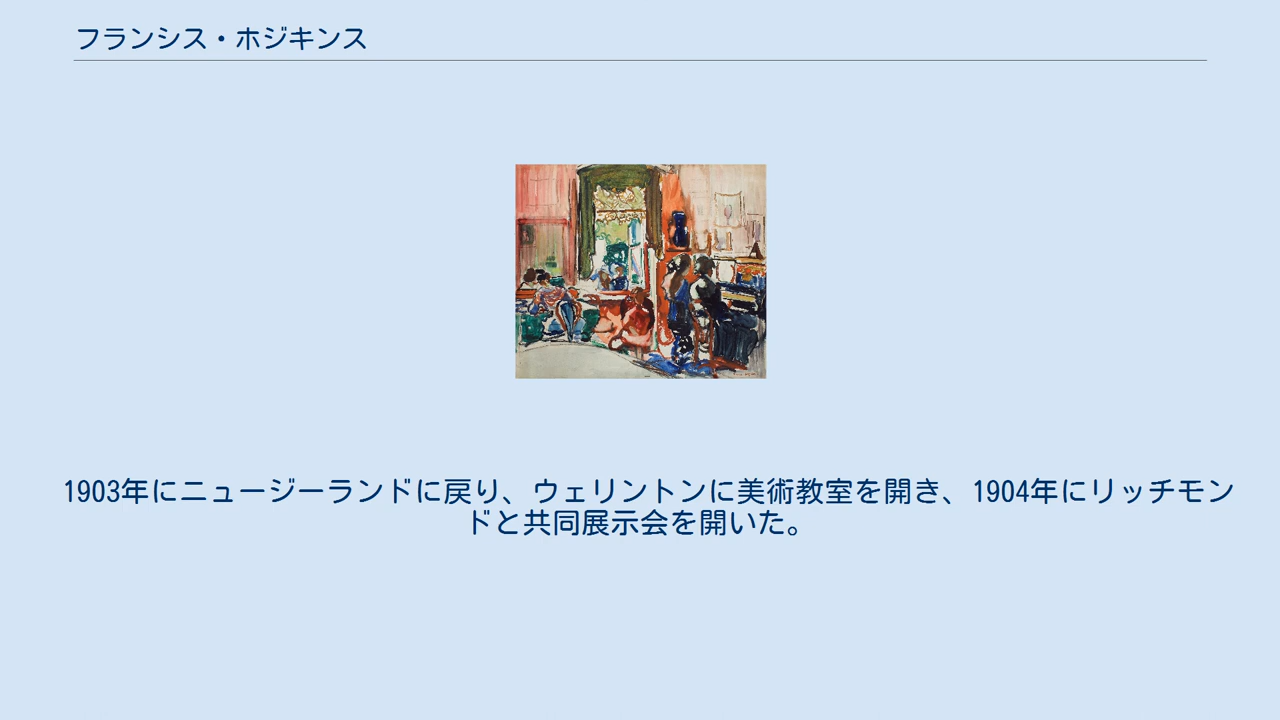 フランシス・ホジキンス
1903年にニュージーランドに戻り、ウェリントンに美術教室を開き、1904年にリッチモン
ドと共同展示会を開いた。